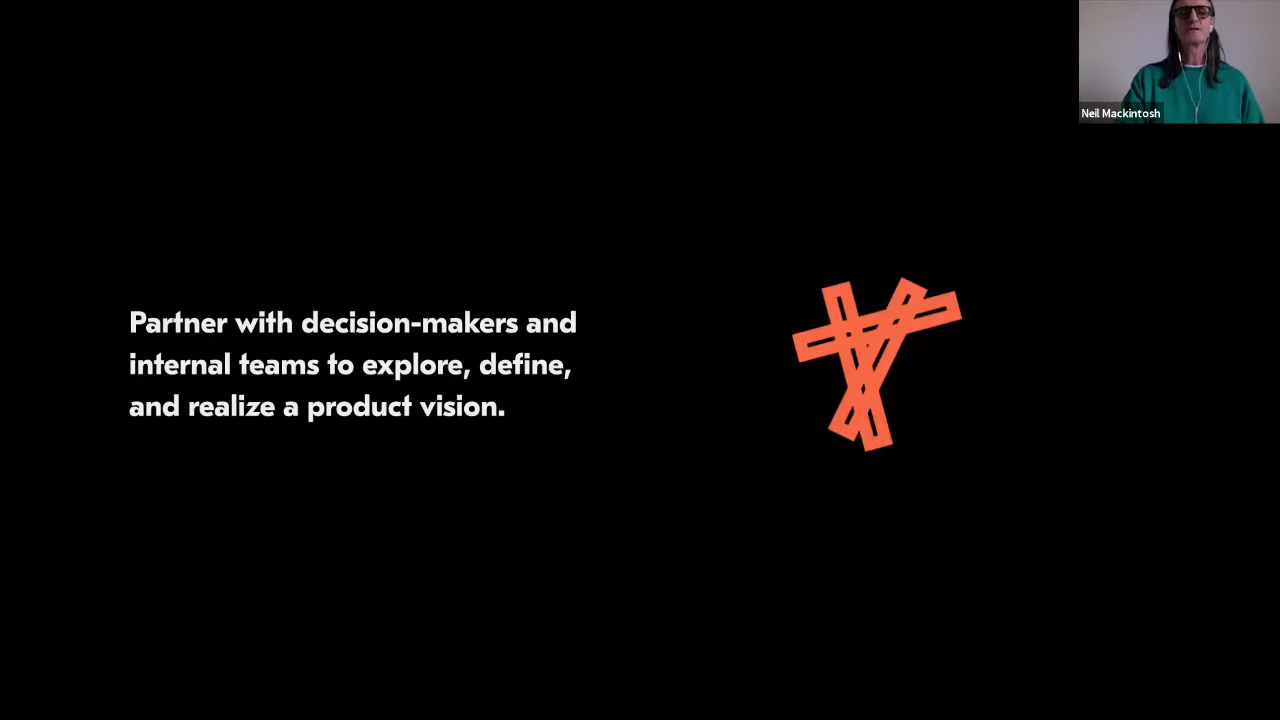 Neil Mackintosh
Partner with decision-makers and
internal teams to explore, define,
and realize a product vision.